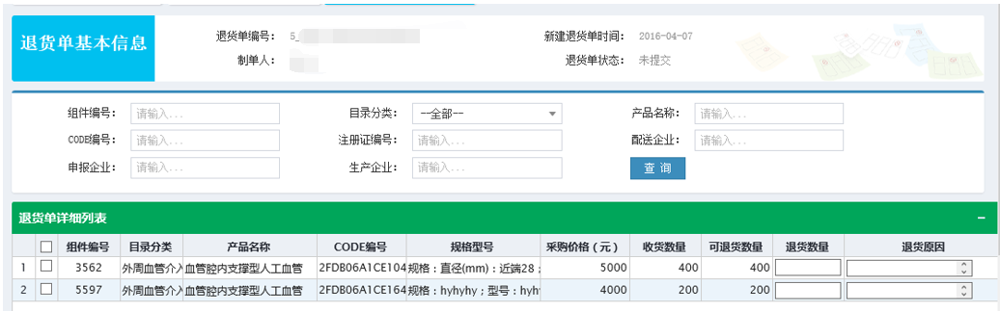 退货单基本信息
退货单编号： 5_ 新建退货单时间： 2016-04-07
制单人： 退货单状态： 未提交
组件编号： 请输入... 目录分类： --全部-- 产品名称： 请输入...
CODE编号： 请输入... 注册证编号： 请输入... 配送企业： 请输入...
申报企业： 请输入... 生产企业： 请输入... 查 询
退货单详细列表 −
组件编号 目录分类 产品名称 CODE编号 规格型号 采购价格（元） 收货数量 可退货数量 退货数量 退货原因
1 3562 外周血管介入 血管腔内支撑型人工血管 2FDB06A1CE104 规格：直径(mm)：近端28； 5000 400 400
2 5597 外周血管介入 血管腔内支撑型人工血管 2FDB06A1CE164 规格：hyhyhy；型号：hyh 4000 200 200